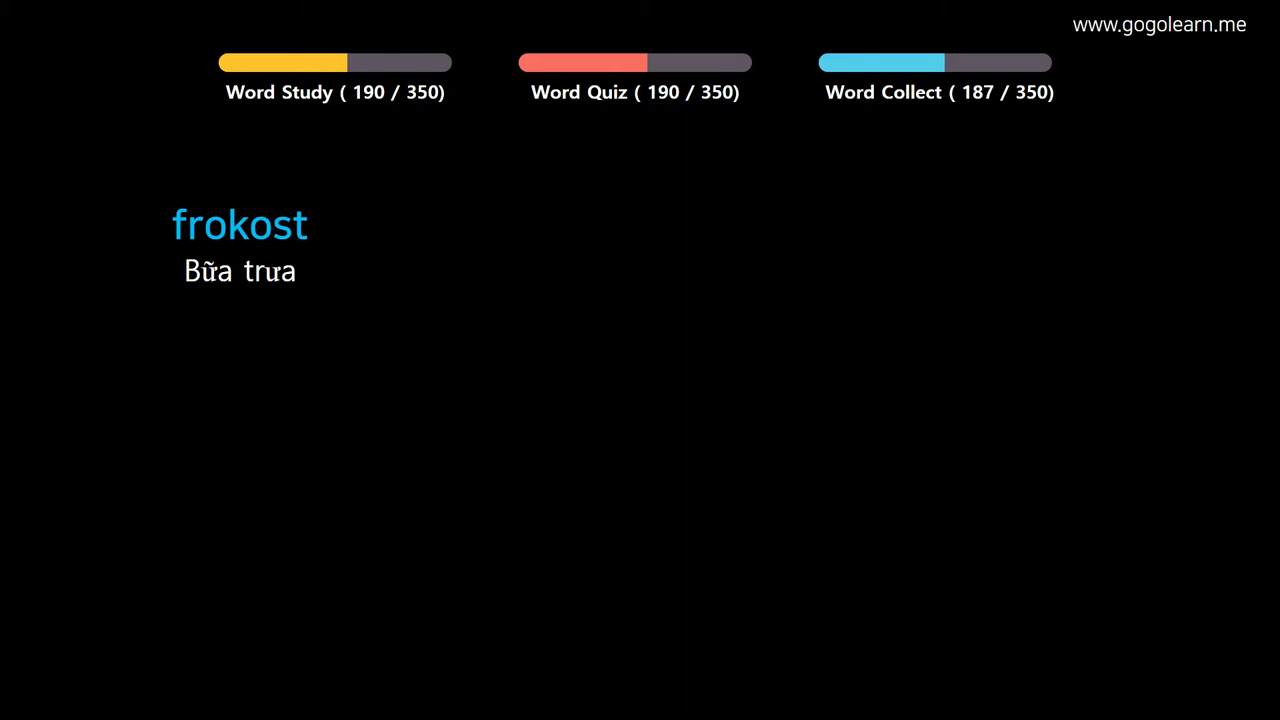 www.gogolearn.me
Word Study ( 190 / 350)
Word Quiz ( 190 / 350)
Word Collect ( 187 / 350)
frokost
Bữa trưa